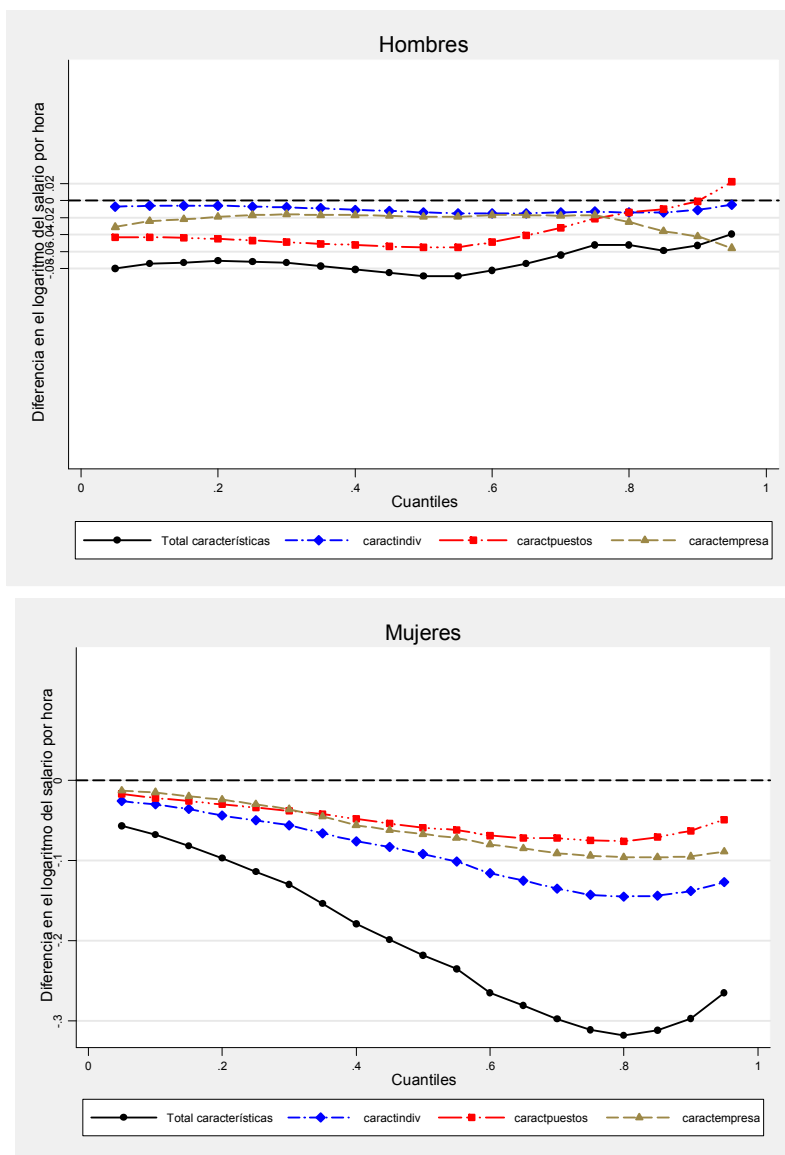 Hombres
Diferencia en el logaritmo del salario por hora
.02
0
-.02
-.04
-.06
-.08
0
.2
.4
.6
.8
1
Cuantiles
Total características
caractindiv
caractpuestos
caractempresa
Mujeres
Diferencia en el logaritmo del salario por hora
0
-.1
-.2
-.3
0
.2
.4
.6
.8
1
Cuantiles
Total características
caractindiv
caractpuestos
caractempresa